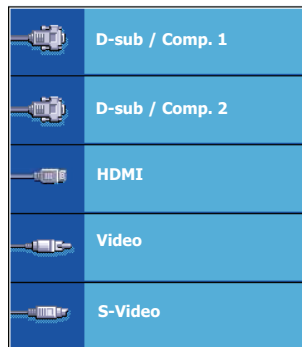 D-sub / Comp. 1
D-sub / Comp. 2
HDMI
Video
S-Video